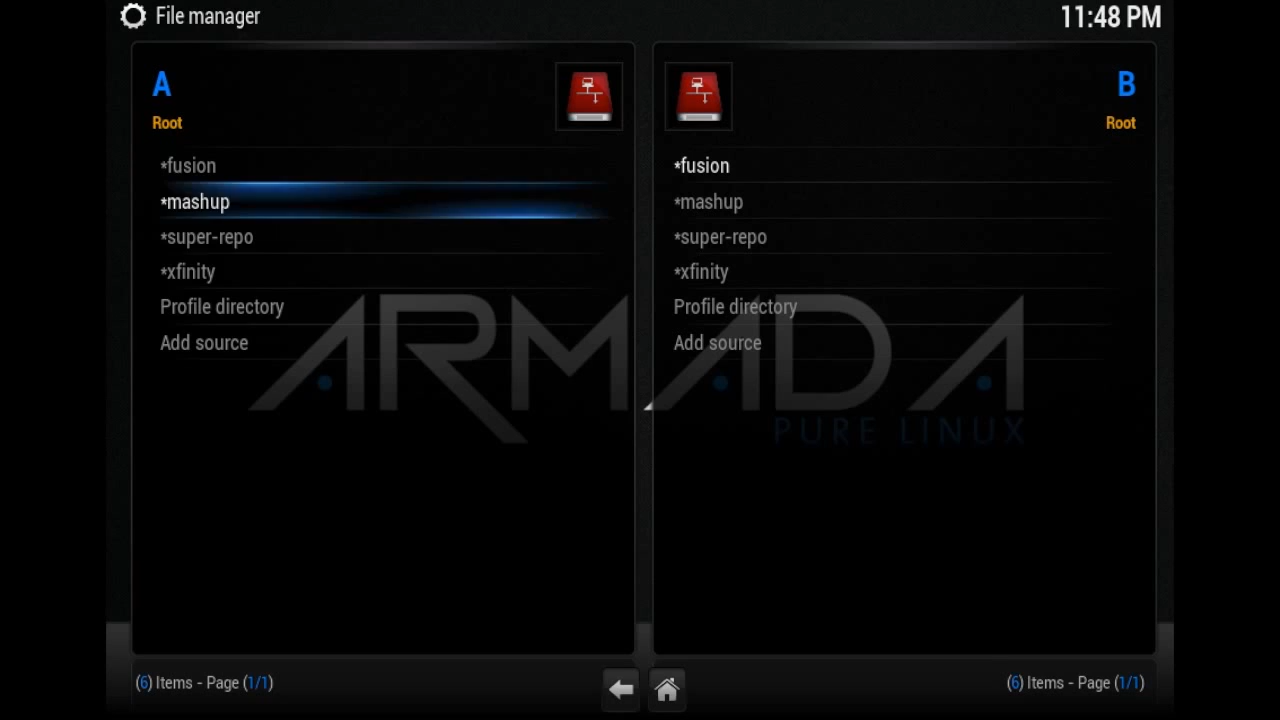 File manager
11:48 PM
A
Root
*fusion
*mashup
*super-repo
*xfinity
Profile directory
Add source
B
Root
*fusion
*mashup
*super-repo
*xfinity
Profile directory
Add source
ARMADA
PURE LINUX
(6) Items - Page (1/1)
(6) Items - Page (1/1)